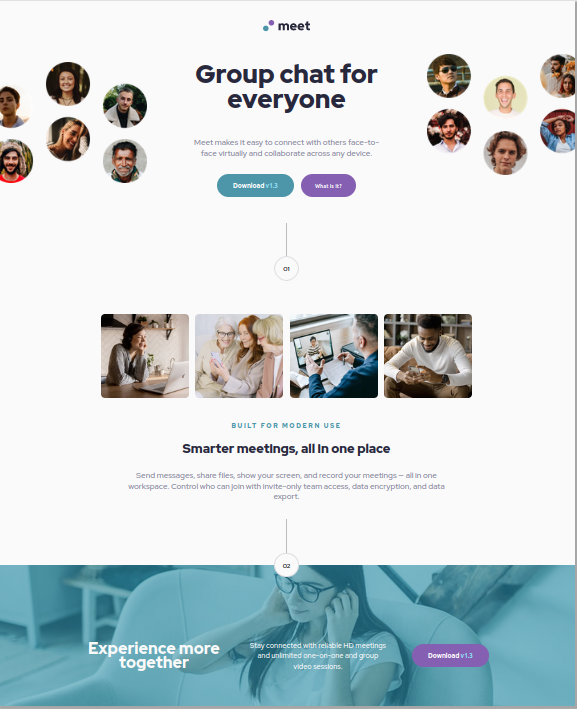 meet
Group chat for
everyone
Meet makes it easy to connect with others face-to-
face virtually and collaborate across any device.
Download v1.3
What is it?
01
BUILT FOR MODERN USE
Smarter meetings, all in one place
Send messages, share files, show your screen, and record your meetings — all in one
workspace. Control who can join with invite-only team access, data encryption, and data
export.
02
Experience more
together
Stay connected with reliable HD meetings
and unlimited one-on-one and group
video sessions.
Download v1.3